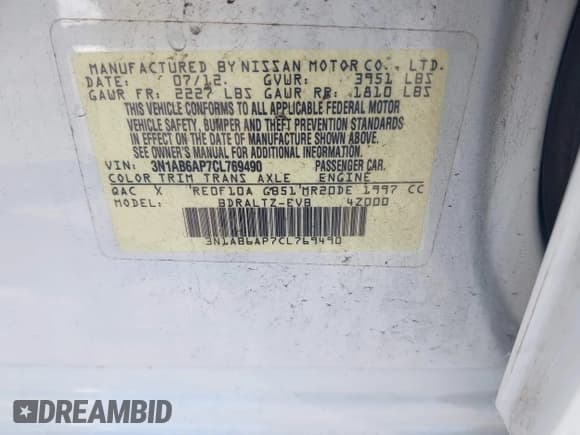 MANUFACTURED BY NISSAN MOTOR CO., LTD.
DATE: 07/12. GVWR: 3951 LBS
GAWR FR: 2227 LBS GAWR RR: 1810 LBS
THIS VEHICLE CONFORMS TO ALL APPLICABLE FEDERAL MOTOR
VEHICLE SAFETY, BUMPER AND THEFT PREVENTION STANDARDS
IN EFFECT ON THE DATE OF MANUFACTURE SHOWN ABOVE.
SEE OWNER'S MANUAL FOR ADDITIONAL INFORMATION.
VIN: 3N1AB6AP7CL769490 PASSENGER CAR.
COLOR TRIM TRANS AXLE ENGINE
QAC X RE0F10A GB51 MR20DE 1997 CC
MODEL: BDRALTZ-EVB 4Z000
3N1AB6AP7CL769490
DREAMBID